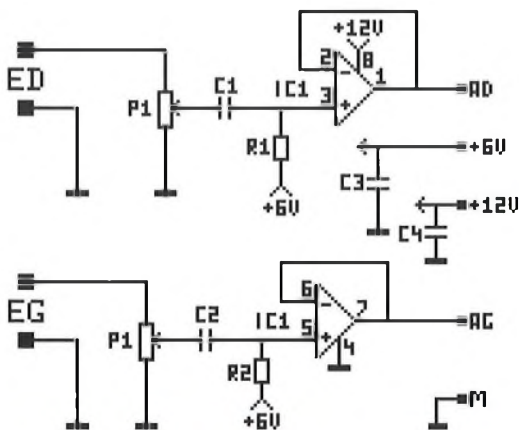 +12V
ED
2
8
1
-
AD
P1
C1
IC1
3
+
R1
+6V
+6V
C3
+12V
C4
EG
6
7
-
AG
P1
C2
IC1
5
+
4
R2
+6V
M